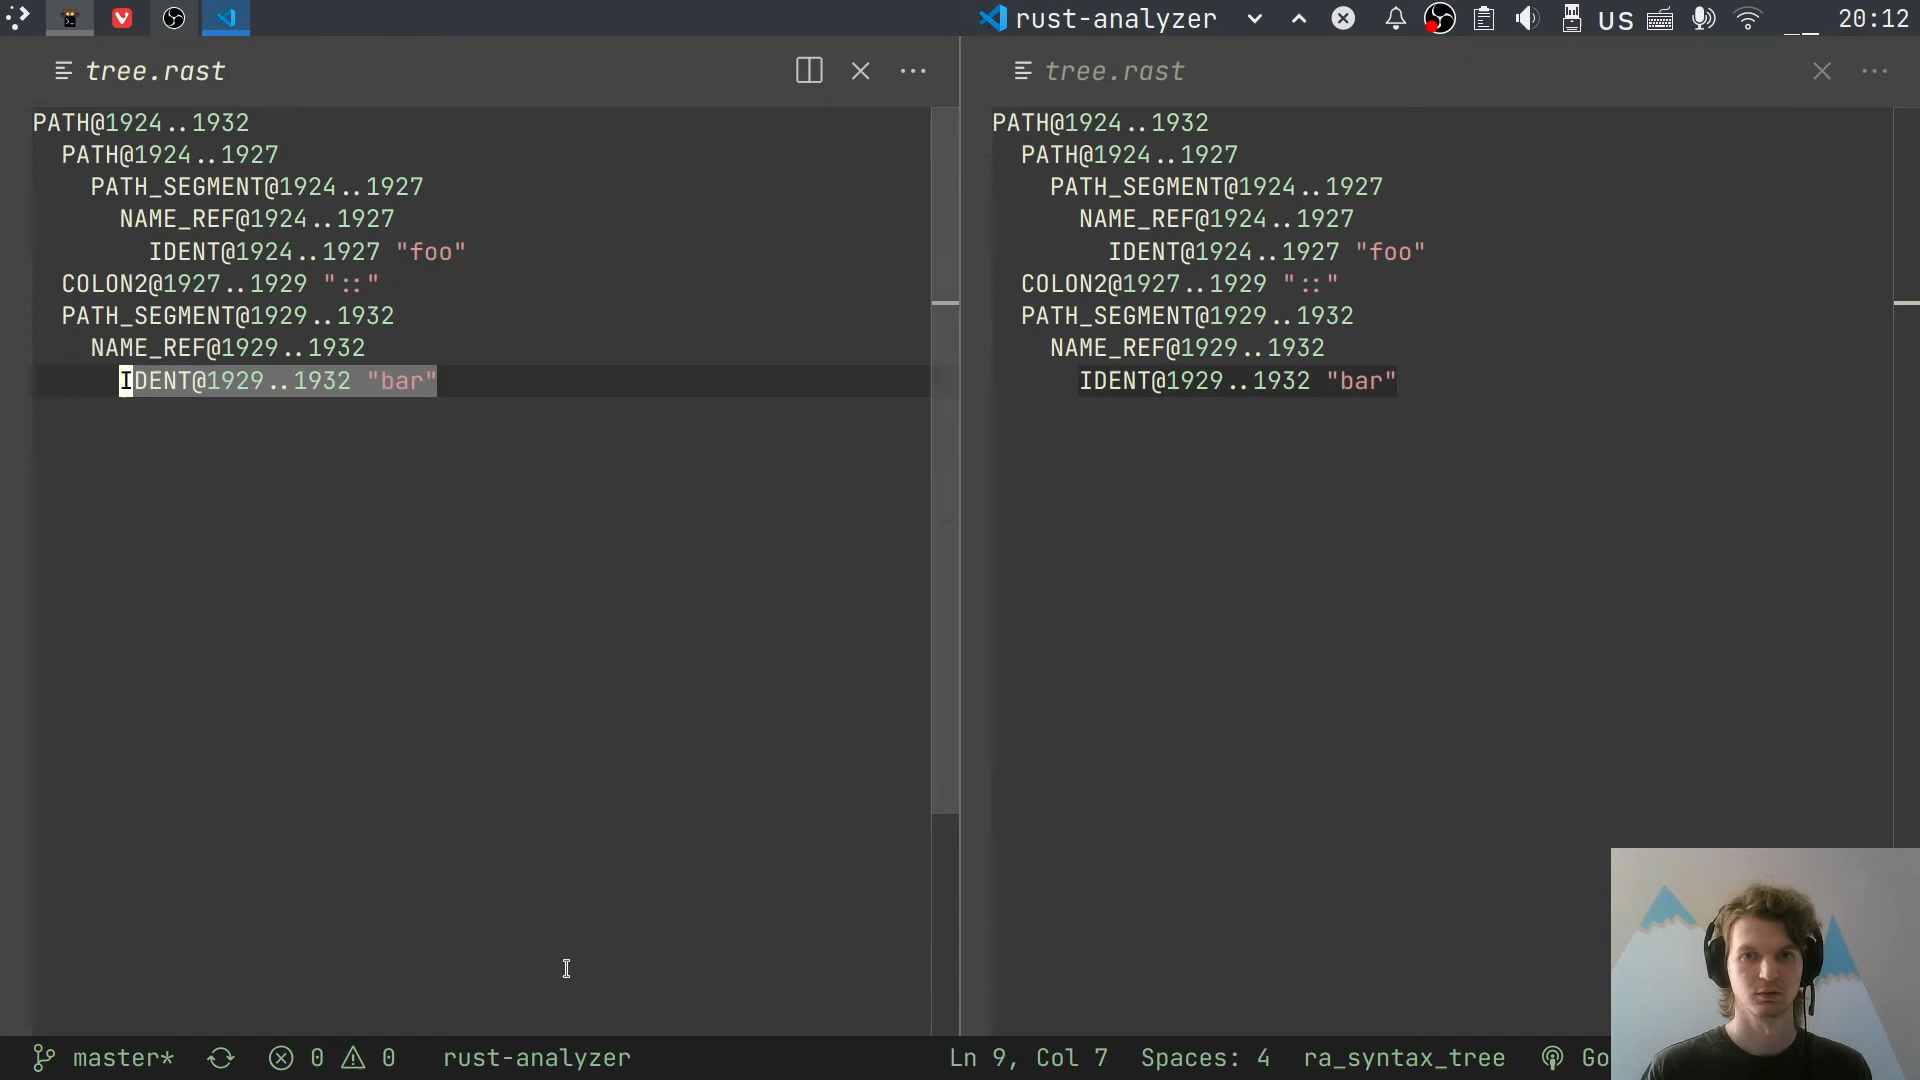 rust-analyzer US 20:12
tree.rast
PATH@1924..1932
  PATH@1924..1927
    PATH_SEGMENT@1924..1927
      NAME_REF@1924..1927
        IDENT@1924..1927 "foo"
  COLON2@1927..1929 "::"
  PATH_SEGMENT@1929..1932
    NAME_REF@1929..1932
      IDENT@1929..1932 "bar"
tree.rast
PATH@1924..1932
  PATH@1924..1927
    PATH_SEGMENT@1924..1927
      NAME_REF@1924..1927
        IDENT@1924..1927 "foo"
  COLON2@1927..1929 "::"
  PATH_SEGMENT@1929..1932
    NAME_REF@1929..1932
      IDENT@1929..1932 "bar"
master* 0 0 rust-analyzer Ln 9, Col 7 Spaces: 4 ra_syntax_tree Go